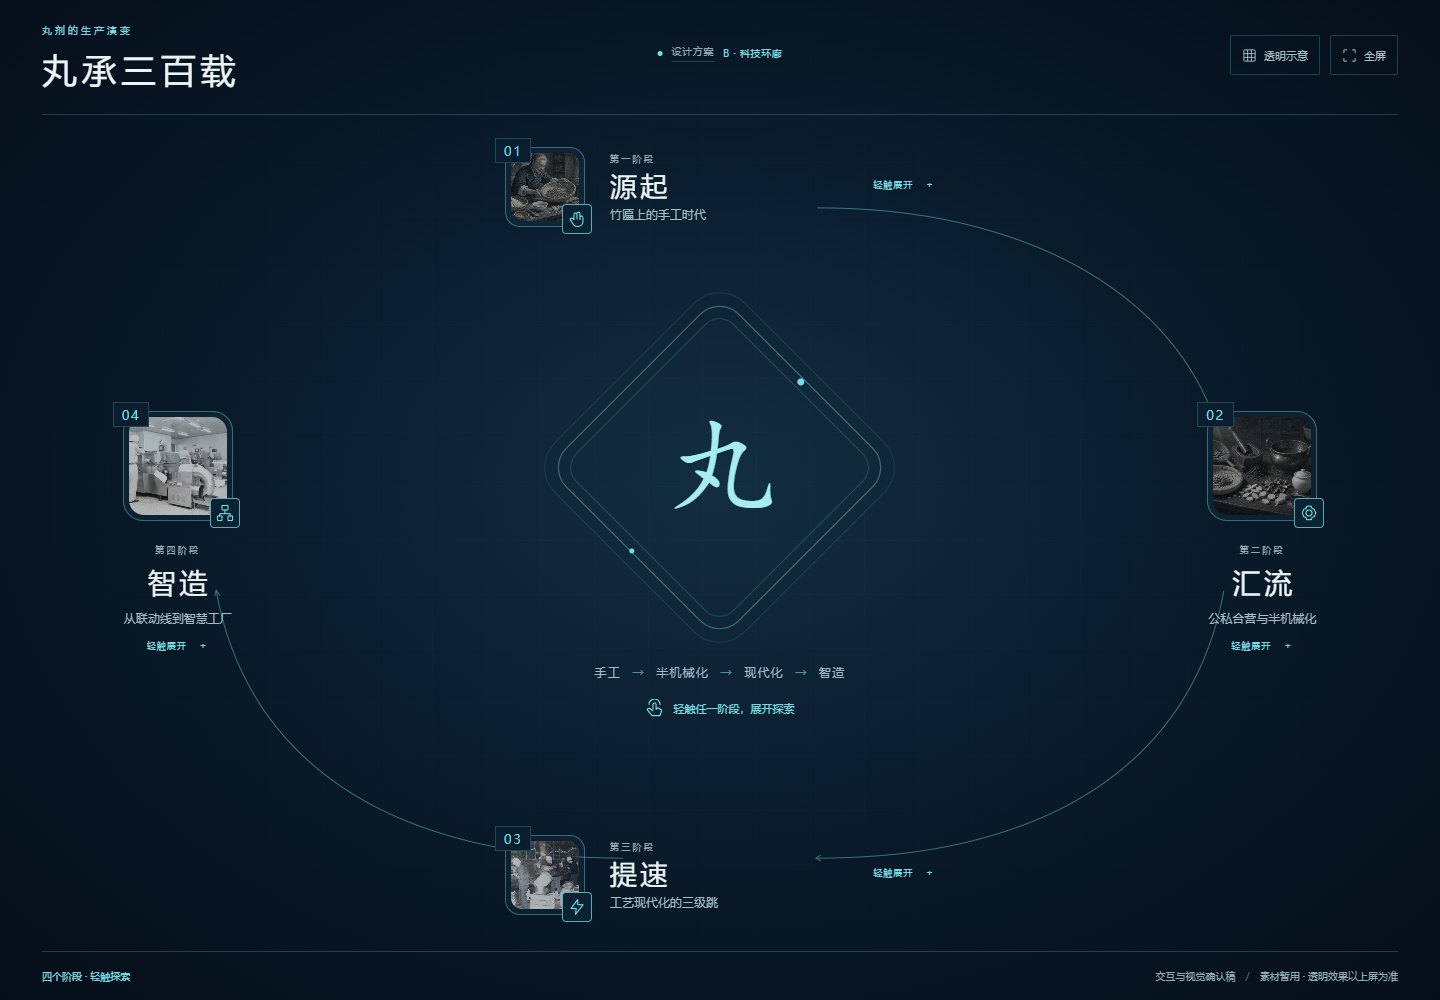 丸剂的生产演变
丸承三百载
设计方案 B · 科技环廊
透明示意
全屏
01
第一阶段
源起
竹匾上的手工时代
轻触展开 +
02
第二阶段
汇流
公私合营与半机械化
轻触展开 +
04
第四阶段
智造
从联动线到智慧工厂
轻触展开 +
丸
手工 → 半机械化 → 现代化 → 智造
轻触任一阶段，展开探索
03
第三阶段
提速
工艺现代化的三级跳
轻触展开 +
四个阶段 · 轻触探索
交互与视觉确认稿 / 素材暂用 · 透明效果以上屏为准